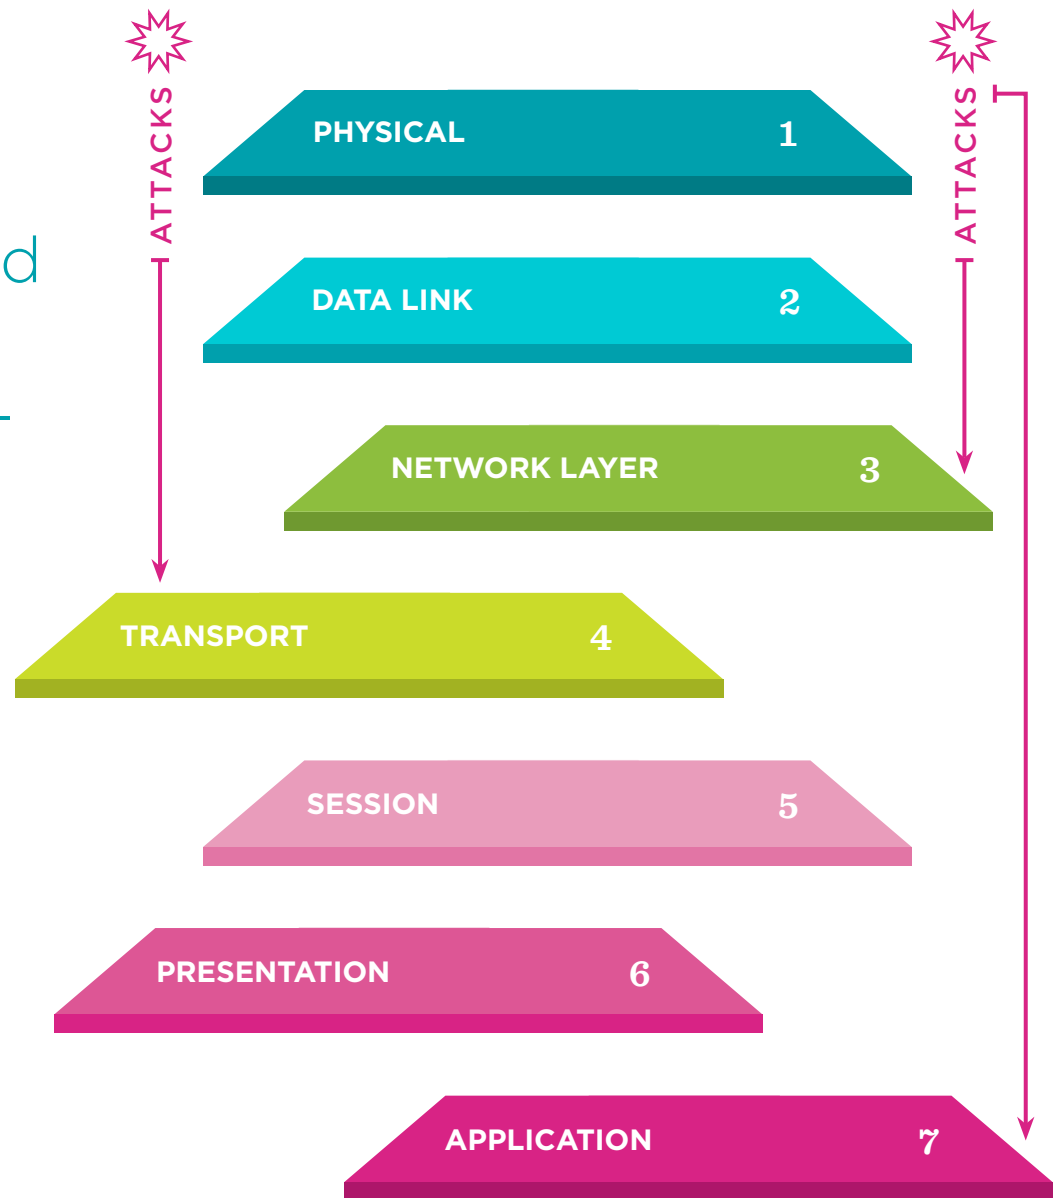 ATTACKS
ATTACKS
PHYSICAL 1
d
DATA LINK 2
NETWORK LAYER 3
TRANSPORT 4
SESSION 5
PRESENTATION 6
APPLICATION 7